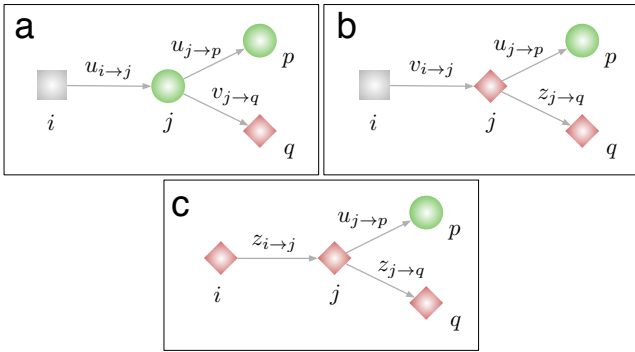 a
u_{i→j}
u_{j→p}
v_{j→q}
i
j
p
q
b
v_{i→j}
u_{j→p}
z_{j→q}
i
j
p
q
c
z_{i→j}
u_{j→p}
z_{j→q}
i
j
p
q